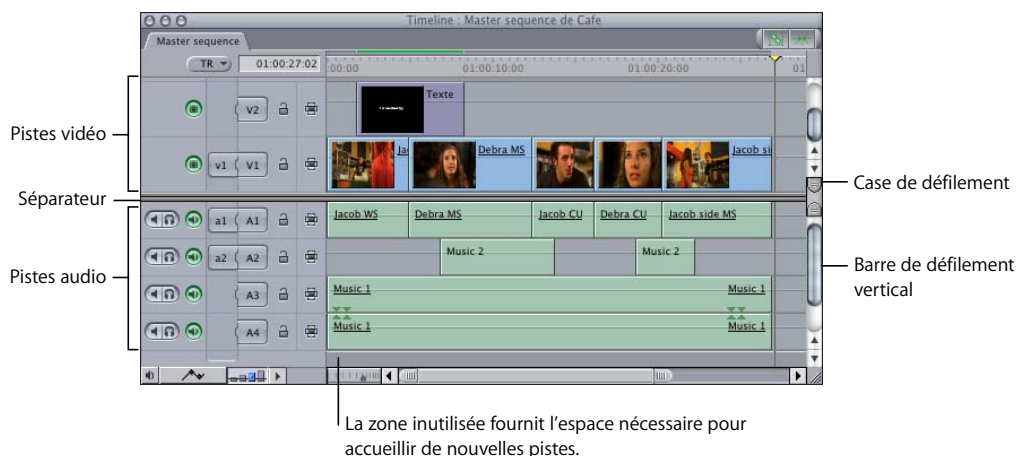 Timeline : Master sequence de Cafe
Master sequence
TR 01:00:27:02 :00:00 01:00:10:00 01:00:20:00 01
Texte
V2
Pistes vidéo
v1 V1 Debra MS Jacob si
Case de défilement
Séparateur
a1 A1 Jacob WS Debra MS Jacob CU Debra CU Jacob side MS
a2 A2 Music 2 Music 2
Barre de défilement
vertical
Pistes audio
A3 Music 1 Music 1
A4 Music 1 Music 1
La zone inutilisée fournit l’espace nécessaire pour
accueillir de nouvelles pistes.